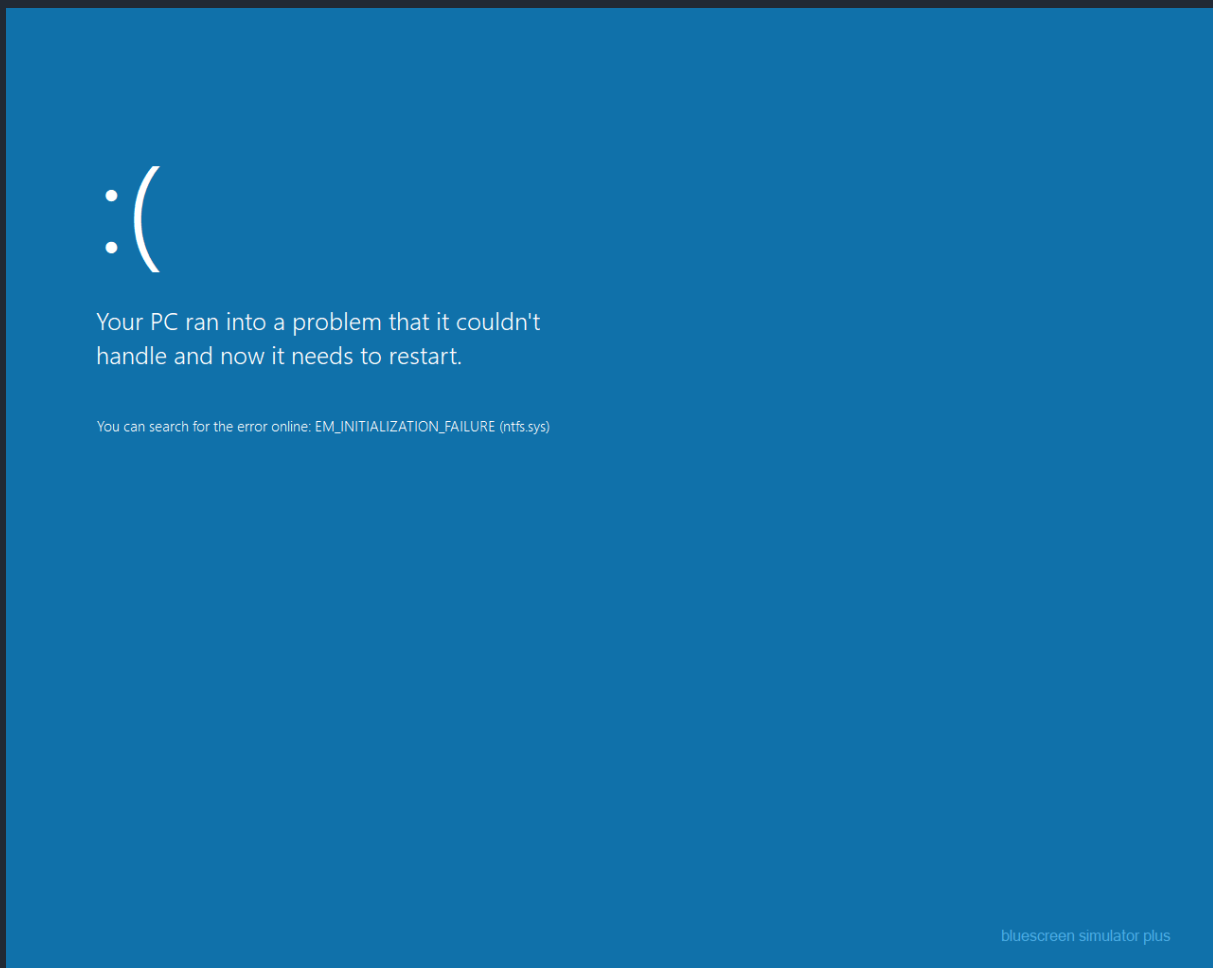 :(
Your PC ran into a problem that it couldn't
handle and now it needs to restart.
You can search for the error online: EM_INITIALIZATION_FAILURE (ntfs.sys)
bluescreen simulator plus